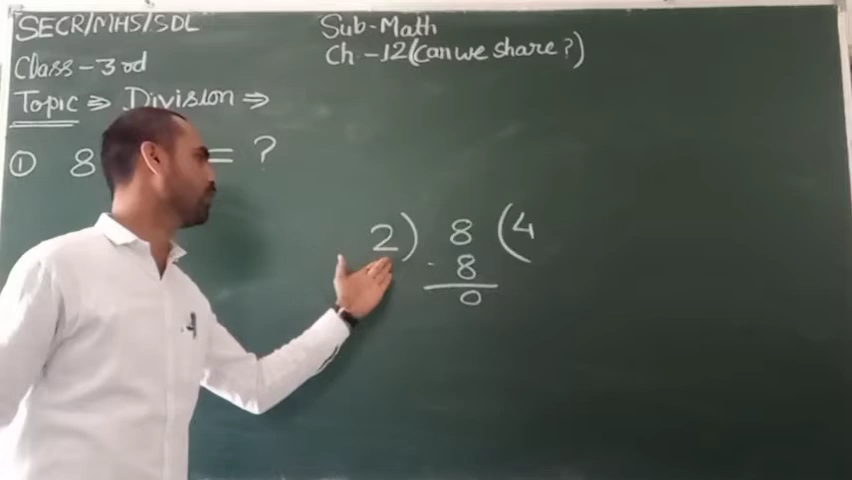 SECR/MHS/SDL
Sub-Math
Ch-12(Can we share?)
Class-3rd
Topic ⇒ Division ⇒
① 8 = ?
2) 8 (4
- 8
0